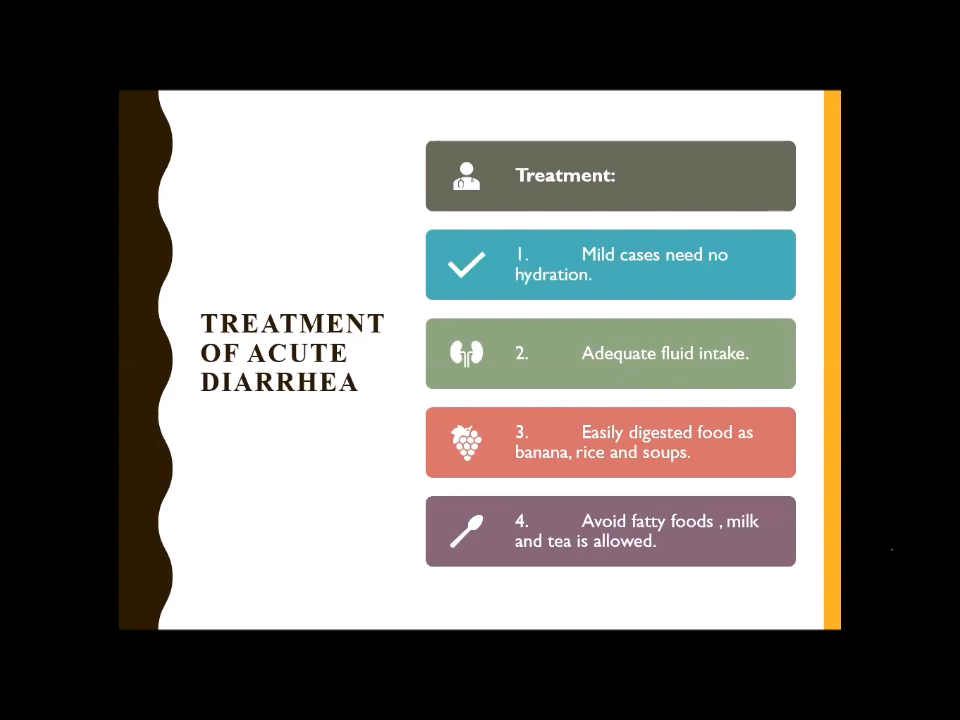 TREATMENT
OF ACUTE
DIARRHEA
Treatment:
1. Mild cases need no
hydration.
2. Adequate fluid intake.
3. Easily digested food as
banana, rice and soups.
4. Avoid fatty foods , milk
and tea is allowed.